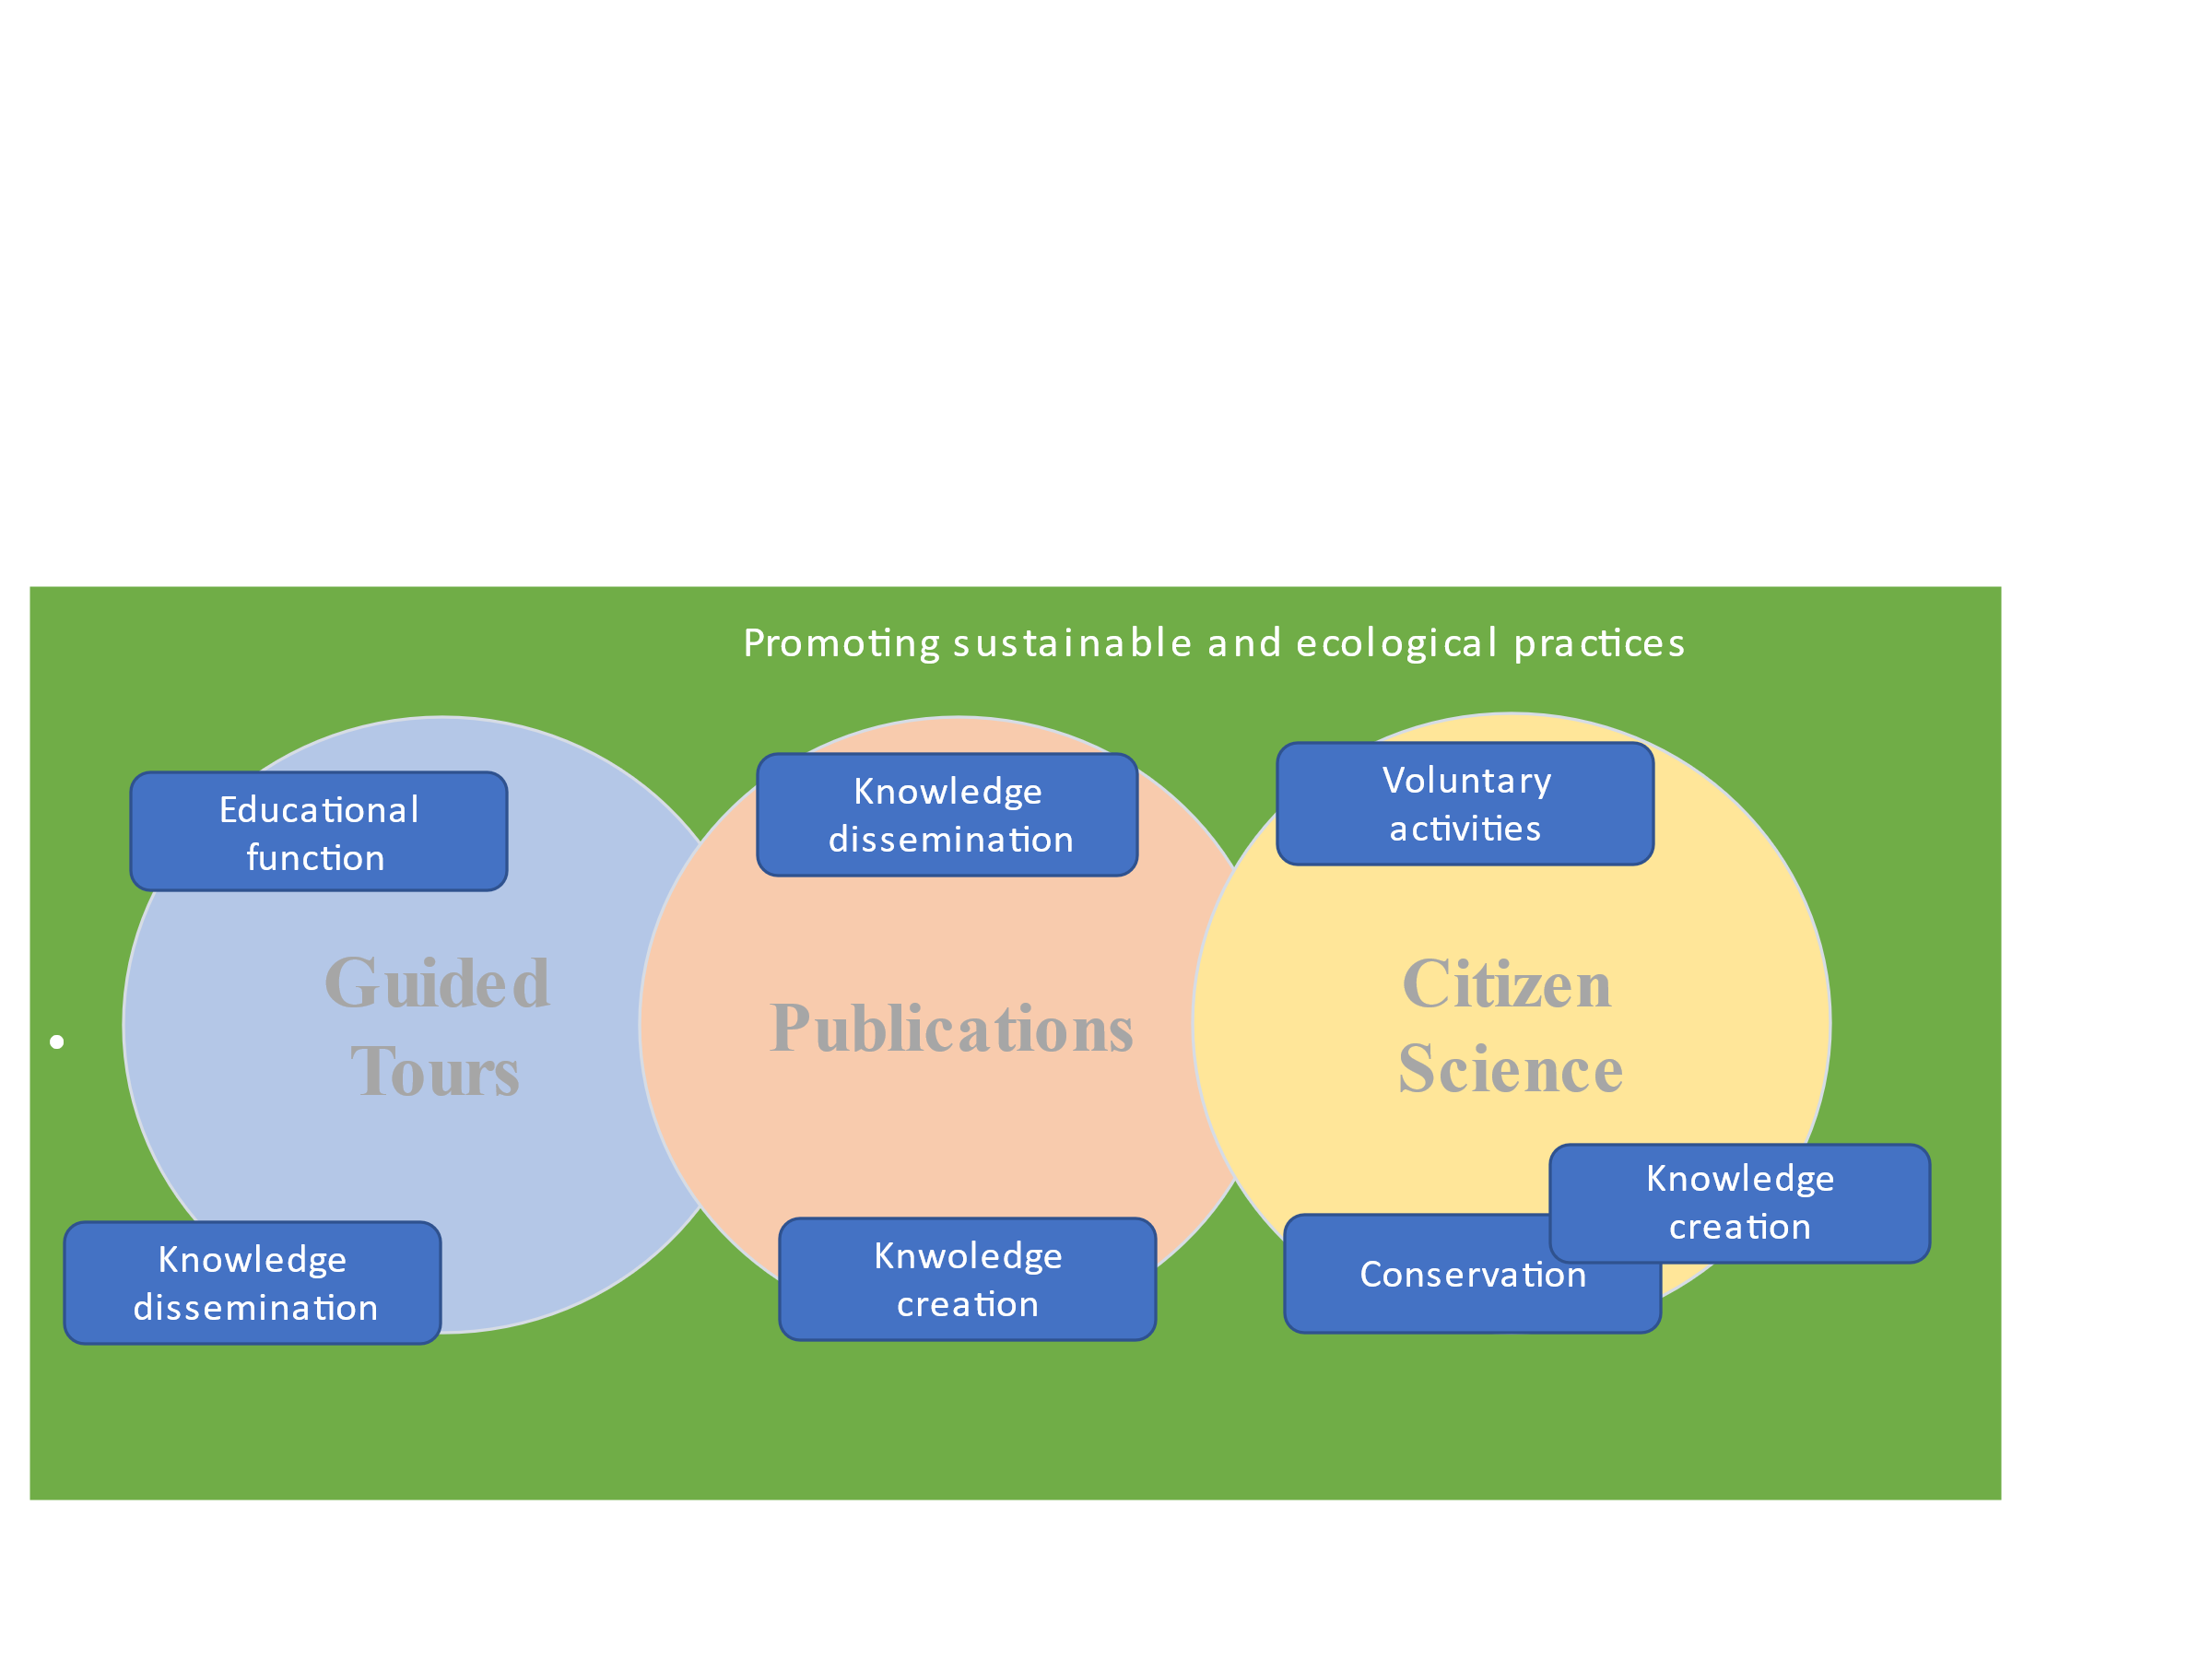 Promoting sustainable and ecological practices
Educational
function
Knowledge
dissemination
Voluntary
activities
Guided
Tours
Publications
Citizen
Science
Knowledge
dissemination
Knwoledge
creation
Conservation
Knowledge
creation